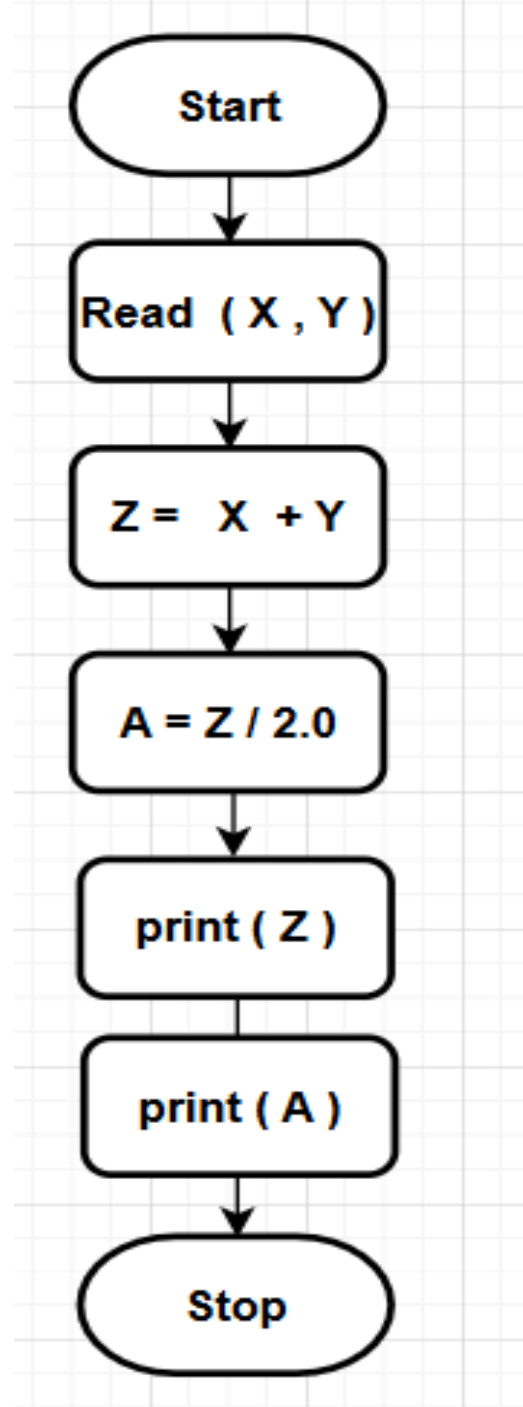 Start
Read ( X , Y )
Z = X + Y
A = Z / 2.0
print ( Z )
print ( A )
Stop